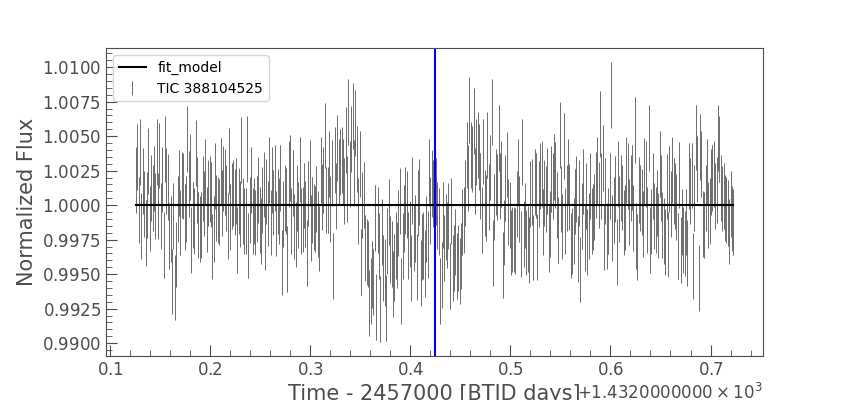 fit_model
TIC 388104525
1.0100
1.0075
1.0050
1.0025
1.0000
0.9975
0.9950
0.9925
0.9900
Normalized Flux
0.1 0.2 0.3 0.4 0.5 0.6 0.7
Time - 2457000 [BTJD days]
+1.4320000000 × 10³